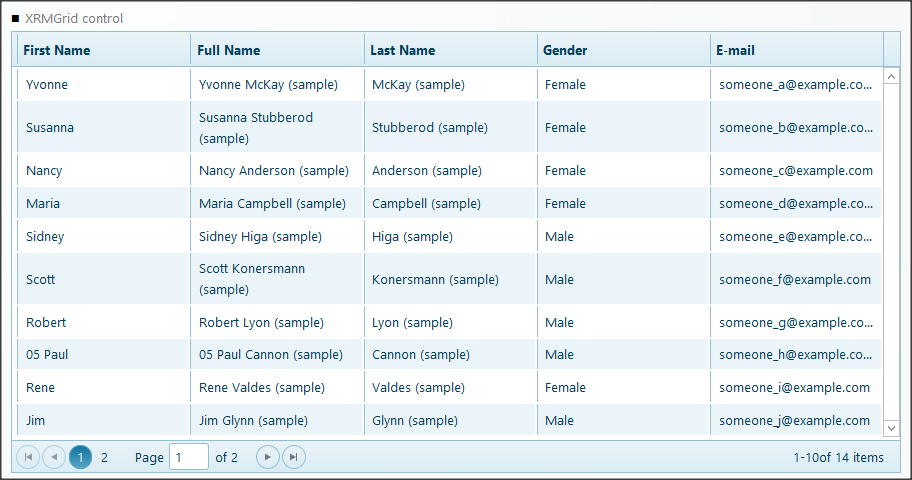 XRMGrid control
First Name Full Name Last Name Gender E-mail
Yvonne Yvonne McKay (sample) McKay (sample) Female someone_a@example.co...
Susanna Susanna Stubberod (sample) Stubberod (sample) Female someone_b@example.co...
Nancy Nancy Anderson (sample) Anderson (sample) Female someone_c@example.com
Maria Maria Campbell (sample) Campbell (sample) Female someone_d@example.co...
Sidney Sidney Higa (sample) Higa (sample) Male someone_e@example.co...
Scott Scott Konersmann (sample) Konersmann (sample) Male someone_f@example.com
Robert Robert Lyon (sample) Lyon (sample) Male someone_g@example.co...
05 Paul 05 Paul Cannon (sample) Cannon (sample) Male someone_h@example.co...
Rene Rene Valdes (sample) Valdes (sample) Female someone_i@example.com
Jim Jim Glynn (sample) Glynn (sample) Male someone_j@example.com
1 2 Page 1 of 2 1-10of 14 items